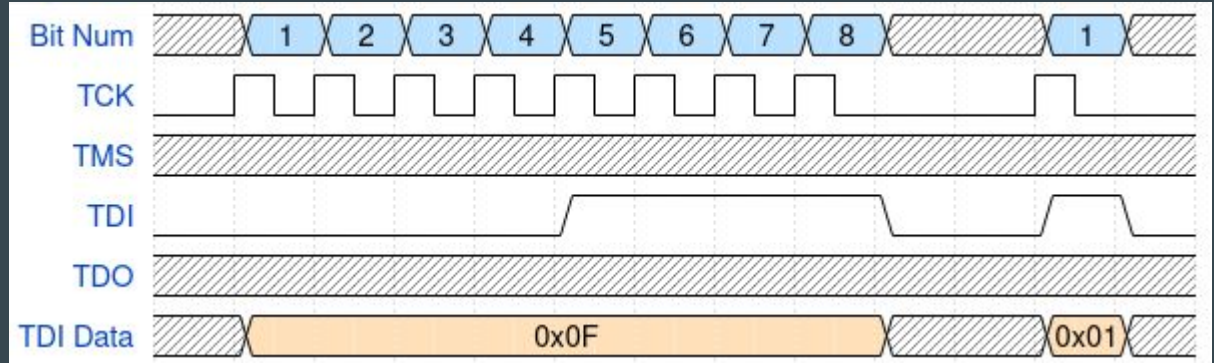 Bit Num 1 2 3 4 5 6 7 8 1
TCK
TMS
TDI
TDO
TDI Data 0x0F 0x01